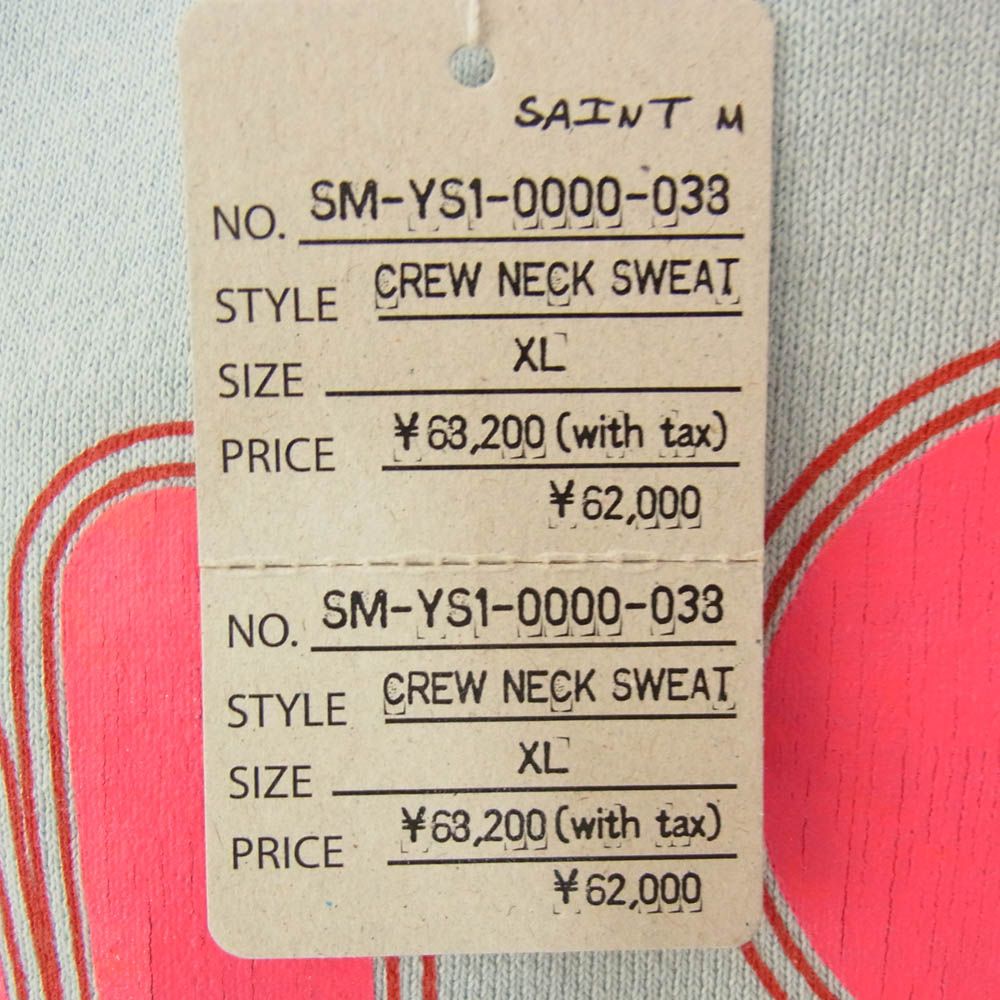 SAINT M
NO. SM-YS1-0000-038
STYLE CREW NECK SWEAT
SIZE XL
PRICE ¥68,200 (with tax)
¥62,000
NO. SM-YS1-0000-038
STYLE CREW NECK SWEAT
SIZE XL
PRICE ¥68,200 (with tax)
¥62,000